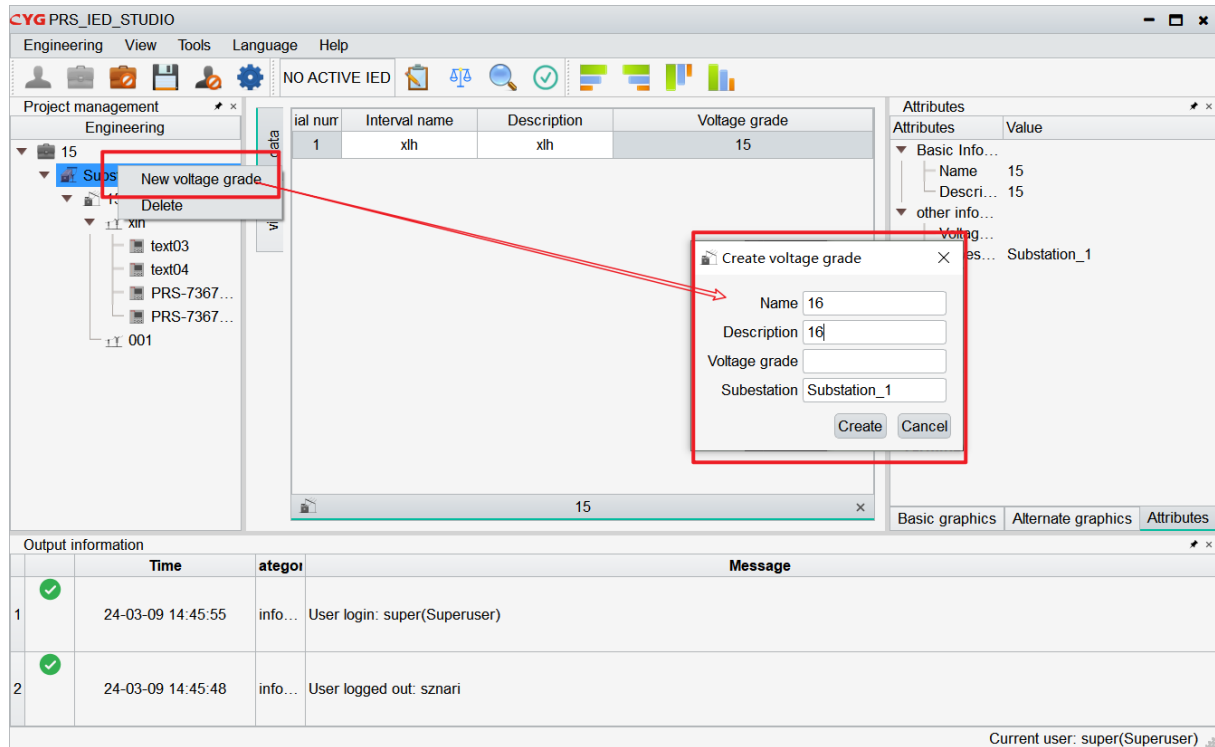 CYG PRS_IED_STUDIO
Engineering View Tools Language Help
NO ACTIVE IED
Project management
Engineering
15
Subs
New voltage grade
Delete
xlh
text03
text04
PRS-7367...
PRS-7367...
001
data
ial num Interval name Description Voltage grade
1 xlh xlh 15
15
Create voltage grade
Name 16
Description 16
Voltage grade
Subestation Substation_1
Create Cancel
Attributes
Attributes Value
Basic Info...
Name 15
Descri... 15
other info...
Voltag...
es... Substation_1
Basic graphics Alternate graphics Attributes
Output information
Time ategor Message
1 24-03-09 14:45:55 info... User login: super(Superuser)
2 24-03-09 14:45:48 info... User logged out: sznari
Current user: super(Superuser)